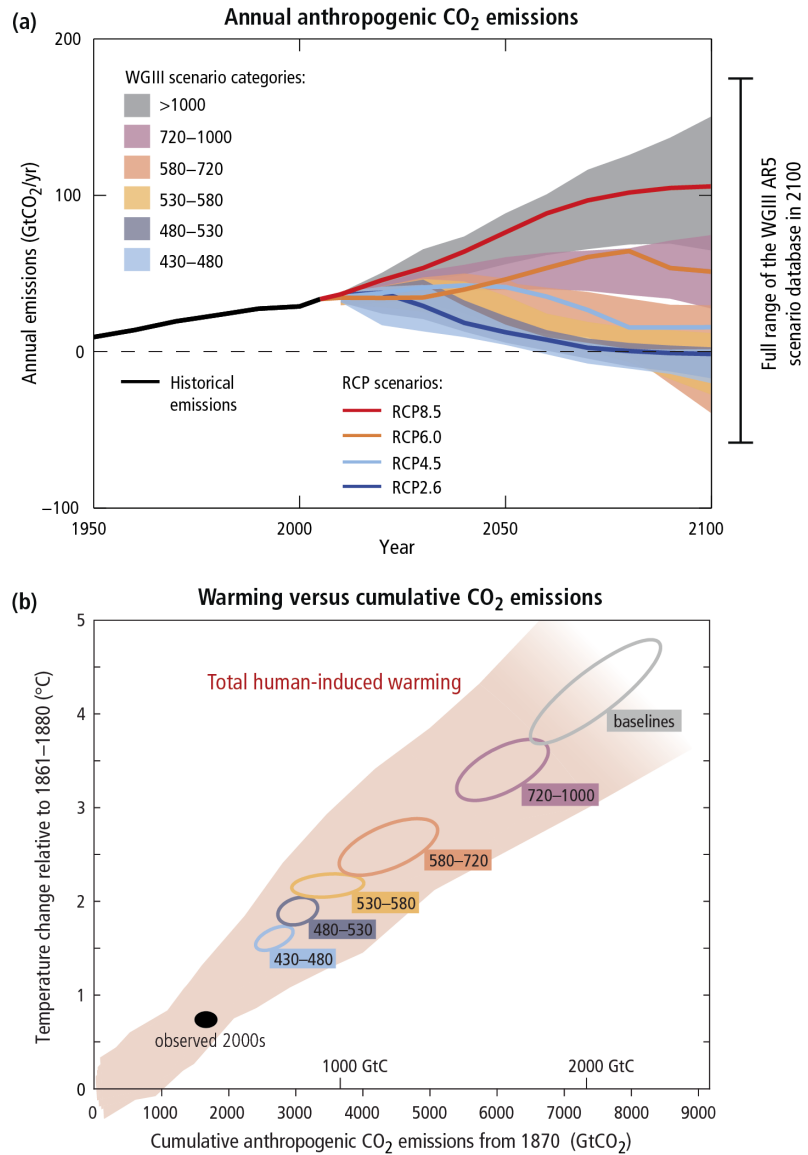 (a)
Annual anthropogenic CO2 emissions
200
WGIII scenario categories:
>1000
720–1000
580–720
530–580
480–530
430–480
100
0
−100
Annual emissions (GtCO2/yr)
Historical
emissions
RCP scenarios:
RCP8.5
RCP6.0
RCP4.5
RCP2.6
1950
2000
2050
2100
Year
Full range of the WGIII AR5
scenario database in 2100
(b)
Warming versus cumulative CO2 emissions
5
4
3
2
1
0
Temperature change relative to 1861–1880 (°C)
Total human-induced warming
baselines
720–1000
580–720
530–580
480–530
430–480
observed 2000s
1000 GtC
2000 GtC
0
1000
2000
3000
4000
5000
6000
7000
8000
9000
Cumulative anthropogenic CO2 emissions from 1870 (GtCO2)